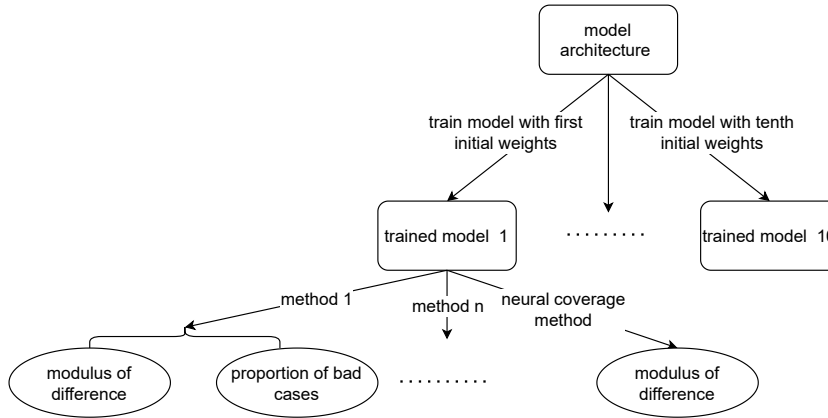 model
architecture
train model with first
initial weights
train model with tenth
initial weights
trained model 1
.........
trained model 10
method 1
method n
neural coverage
method
modulus of
difference
proportion of bad
cases
..........
modulus of
difference